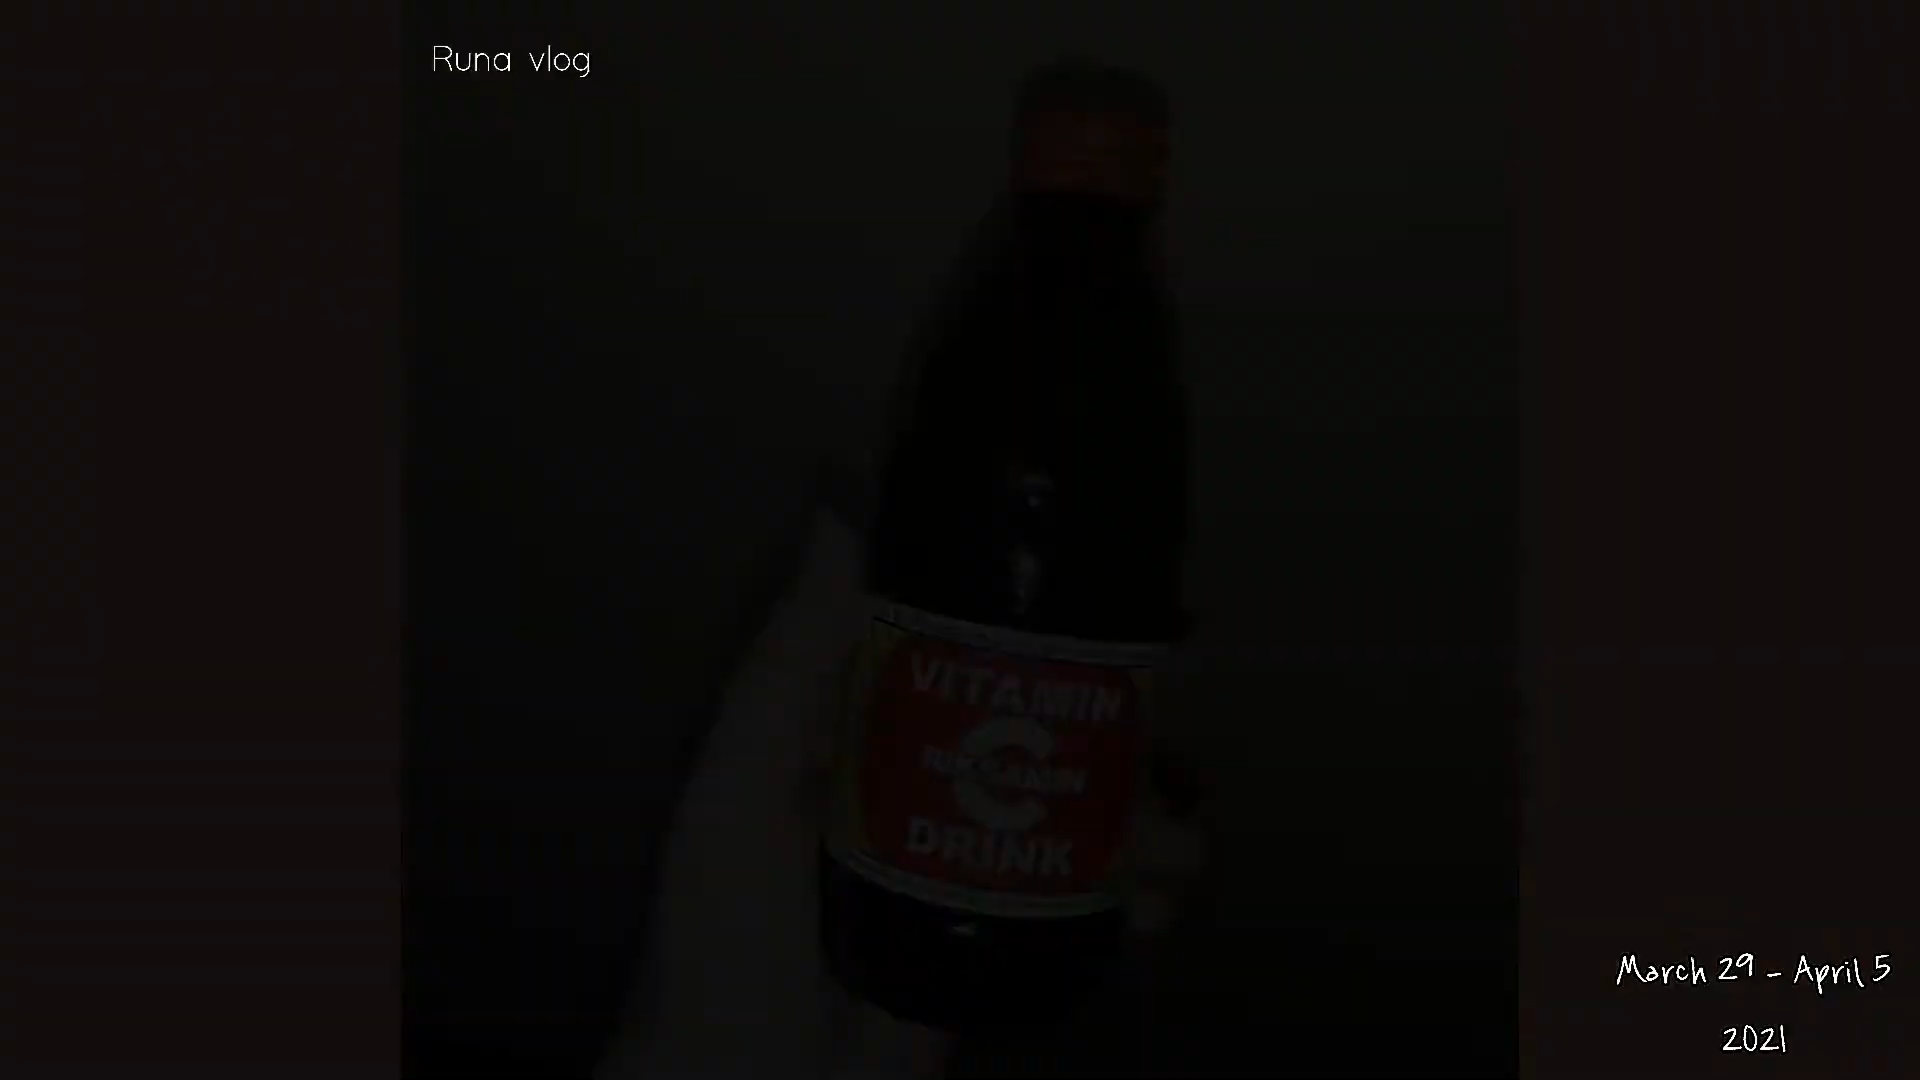 Runa vlog
VITAMIN
C
DRINK
March 29 - April 5
2021